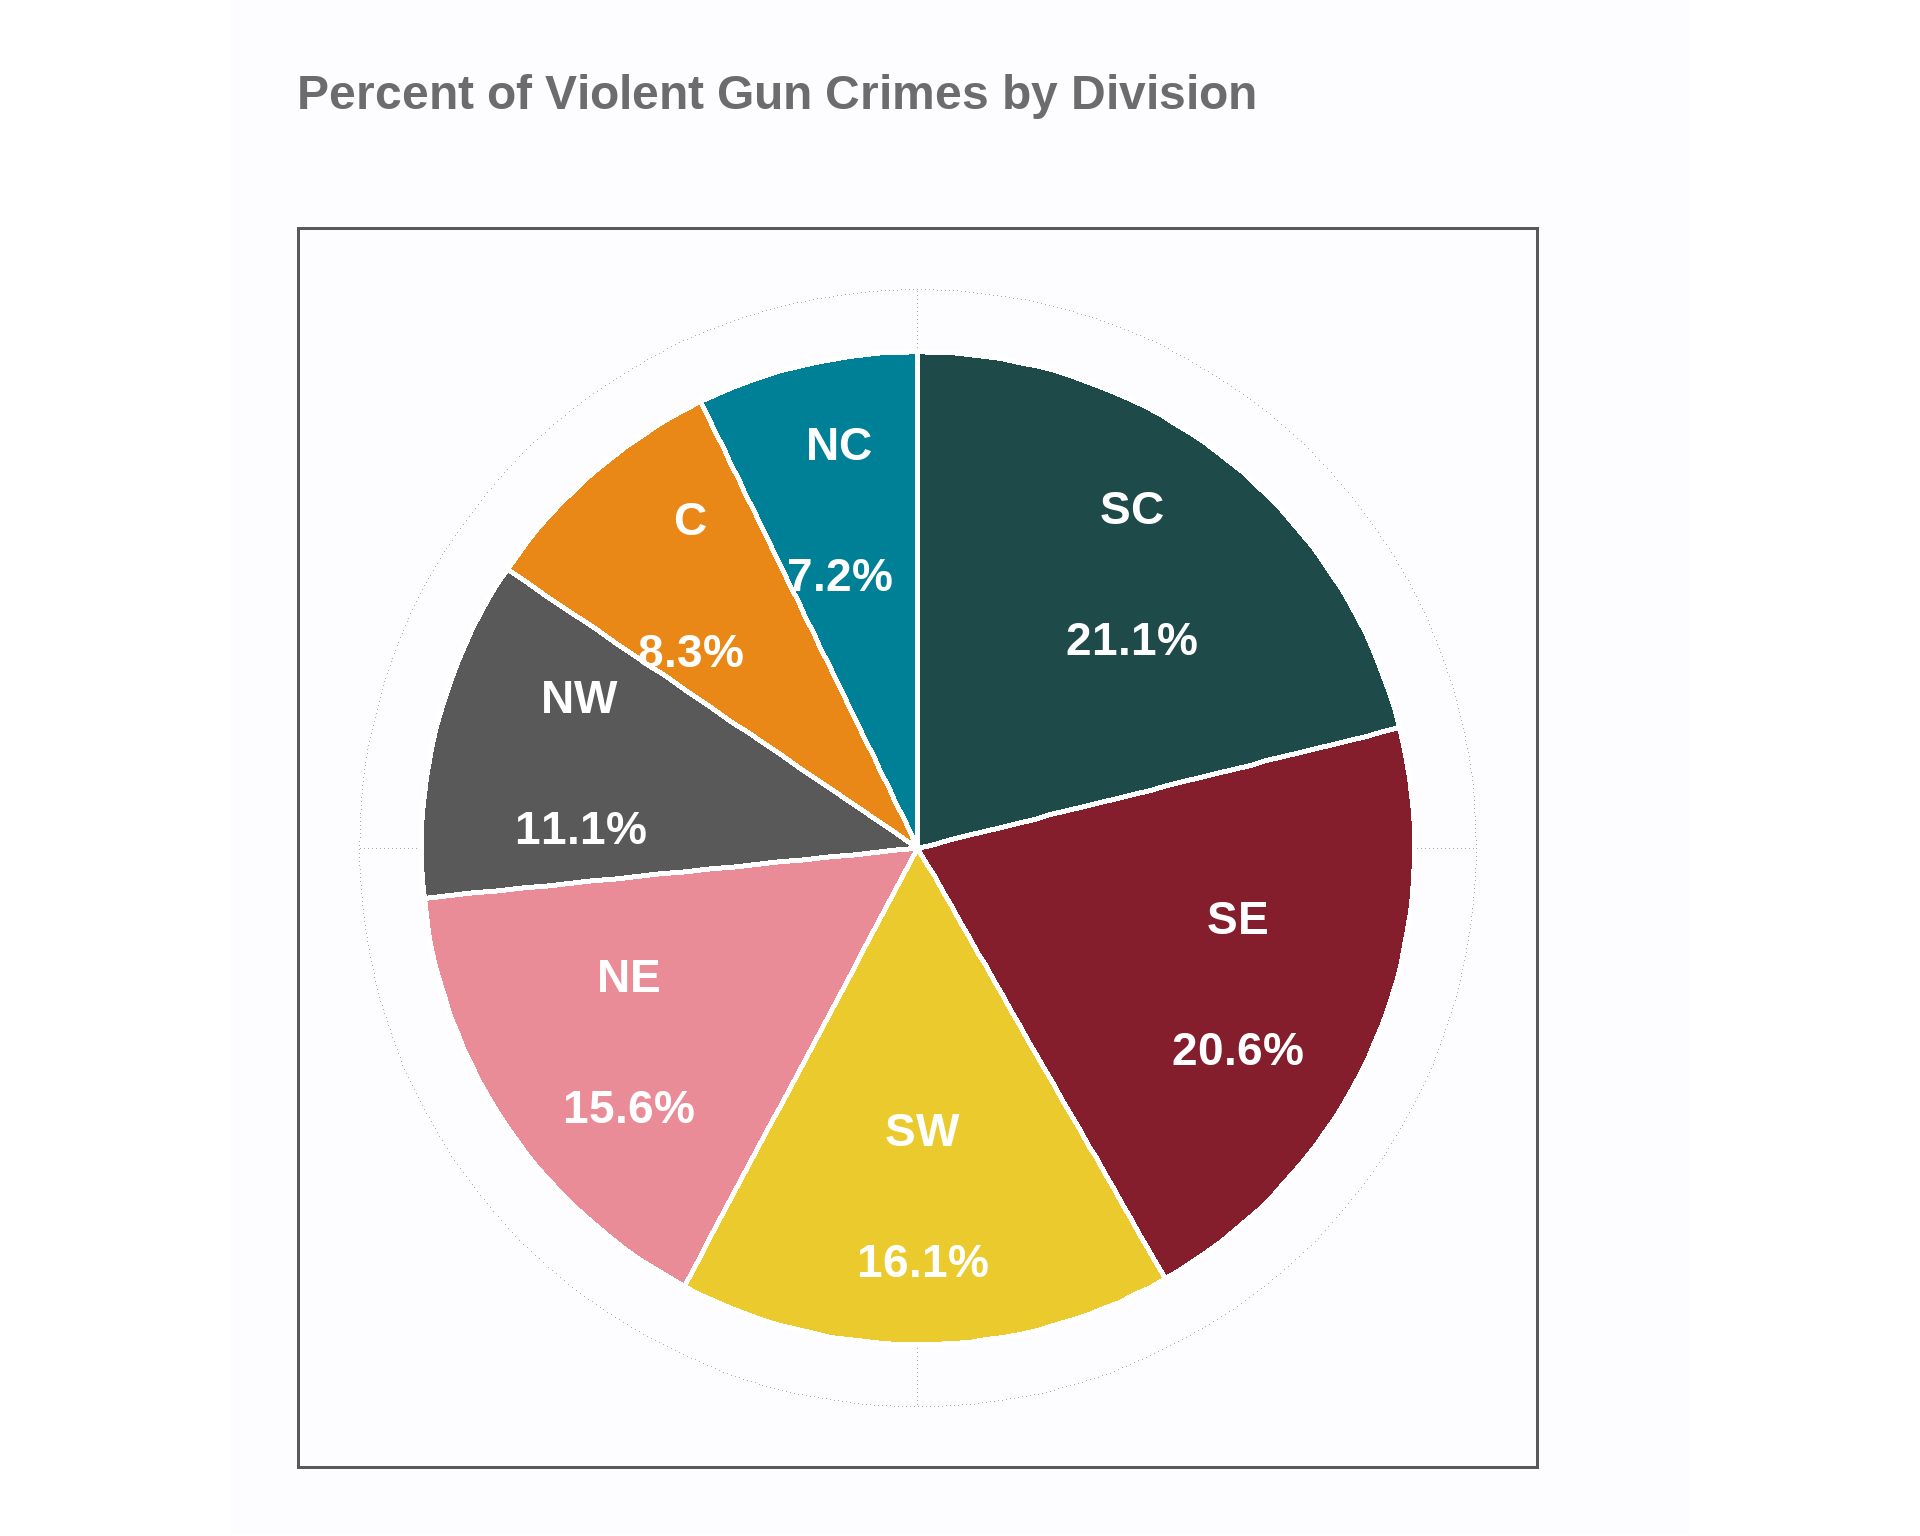 Percent of Violent Gun Crimes by Division
NC
7.2%
SC
21.1%
C
8.3%
NW
11.1%
SE
20.6%
NE
15.6%
SW
16.1%